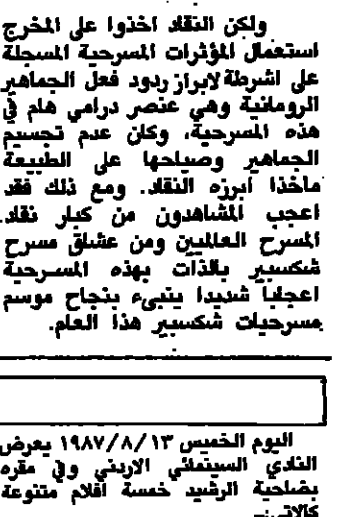 ولكن النقاد اخذوا على المخرج
استعمال المؤثرات المسرحية المسجلة
على اشرطة لابراز ردود فعل الجماهير
الرومانية وهي عنصر درامي هام في
هذه المسرحية، وكان عدم تجسيم
الجماهير وصياحها على الطبيعة
ماخذا ابرزه النقاد. ومع ذلك فقد
اعجب المشاهدون من كبار نقاد
المسرح العالميين ومن عشاق مسرح
شكسبير بالذات بهذه المسرحية
اعجابا شديدا ينبىء بنجاح موسم
مسرحيات شكسبير هذا العام.
اليوم الخميس ١٩٨٧/٨/١٣ يعرض
النادي السينمائي الاردني وفي مقره
بضاحية الرشيد خمسة افلام متنوعة
كالاتي:-